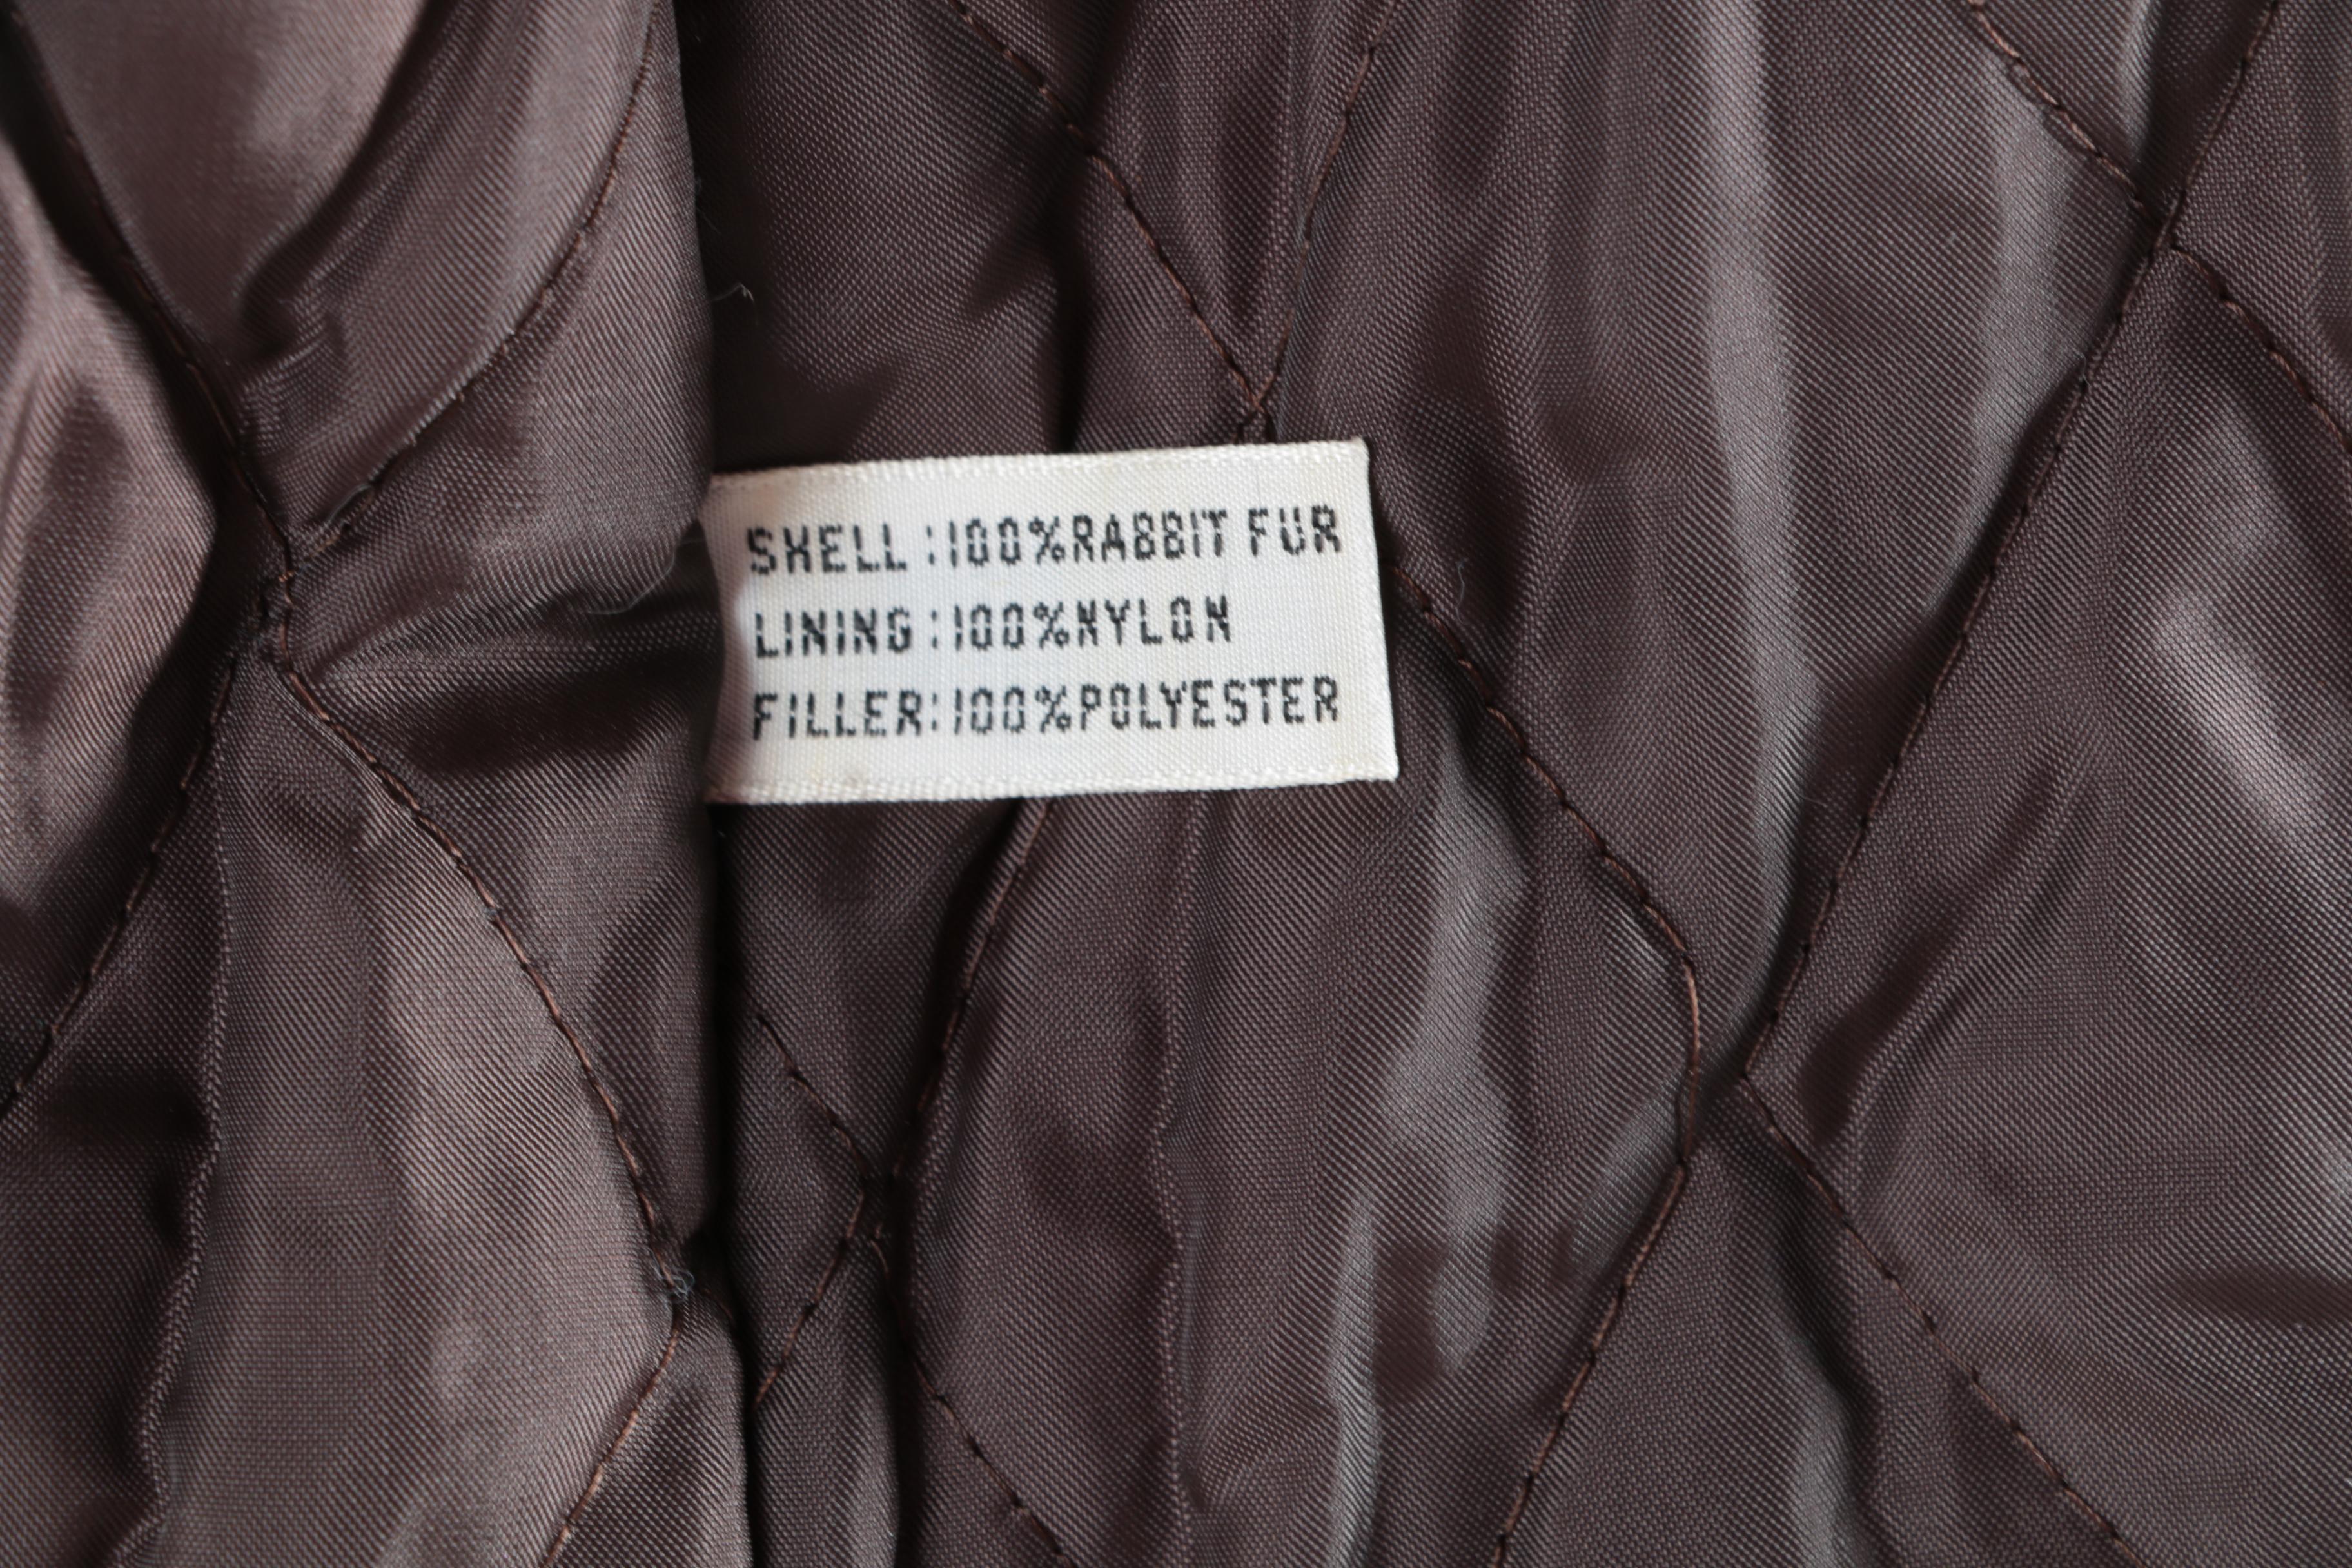 SHELL :100%RABBIT FUR
LINING :100%NYLON
FILLER:100%POLYESTER